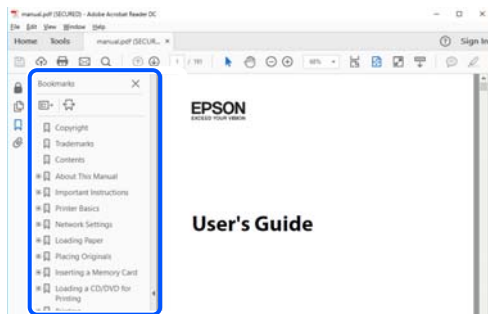 manual.pdf (SECURED) - Adobe Acrobat Reader DC
File Edit View Window Help
Home Tools manual.pdf (SECUR... ×
Sign In
Bookmarks
Copyright
Trademarks
Contents
About This Manual
Important Instructions
Printer Basics
Network Settings
Loading Paper
Placing Originals
Inserting a Memory Card
Loading a CD/DVD for
Printing
EPSON
EXCEED YOUR VISION
User's Guide